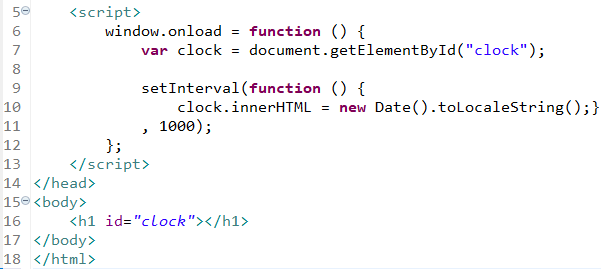 5 <script>
6 window.onload = function () {
7 var clock = document.getElementById("clock");
8
9 setInterval(function () {
10 clock.innerHTML = new Date().toLocaleString();}
11 , 1000);
12 };
13 </script>
14 </head>
15 <body>
16 <h1 id="clock"></h1>
17 </body>
18 </html>